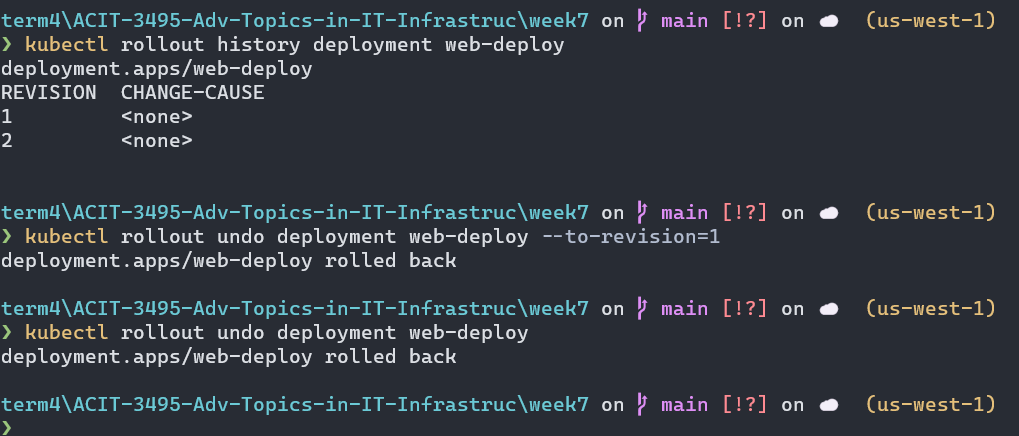 term4\ACIT-3495-Adv-Topics-in-IT-Infrastruc\week7 on main [!?] on ☁ (us-west-1)
❯ kubectl rollout history deployment web-deploy
deployment.apps/web-deploy
REVISION  CHANGE-CAUSE
1         <none>
2         <none>
term4\ACIT-3495-Adv-Topics-in-IT-Infrastruc\week7 on main [!?] on ☁ (us-west-1)
❯ kubectl rollout undo deployment web-deploy --to-revision=1
deployment.apps/web-deploy rolled back
term4\ACIT-3495-Adv-Topics-in-IT-Infrastruc\week7 on main [!?] on ☁ (us-west-1)
❯ kubectl rollout undo deployment web-deploy
deployment.apps/web-deploy rolled back
term4\ACIT-3495-Adv-Topics-in-IT-Infrastruc\week7 on main [!?] on ☁ (us-west-1)
❯